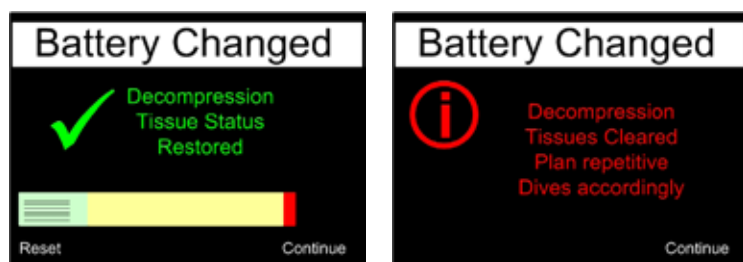 Battery Changed
Decompression
Tissue Status
Restored
Reset
Continue
Battery Changed
Decompression
Tissues Cleared
Plan repetitive
Dives accordingly
Continue